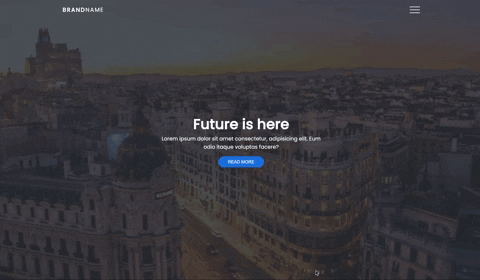 BRANDNAME
Future is here
Lorem ipsum dolor sit amet consectetur, adipisicing elit. Eum
odio itaque voluptas facere?
READ MORE